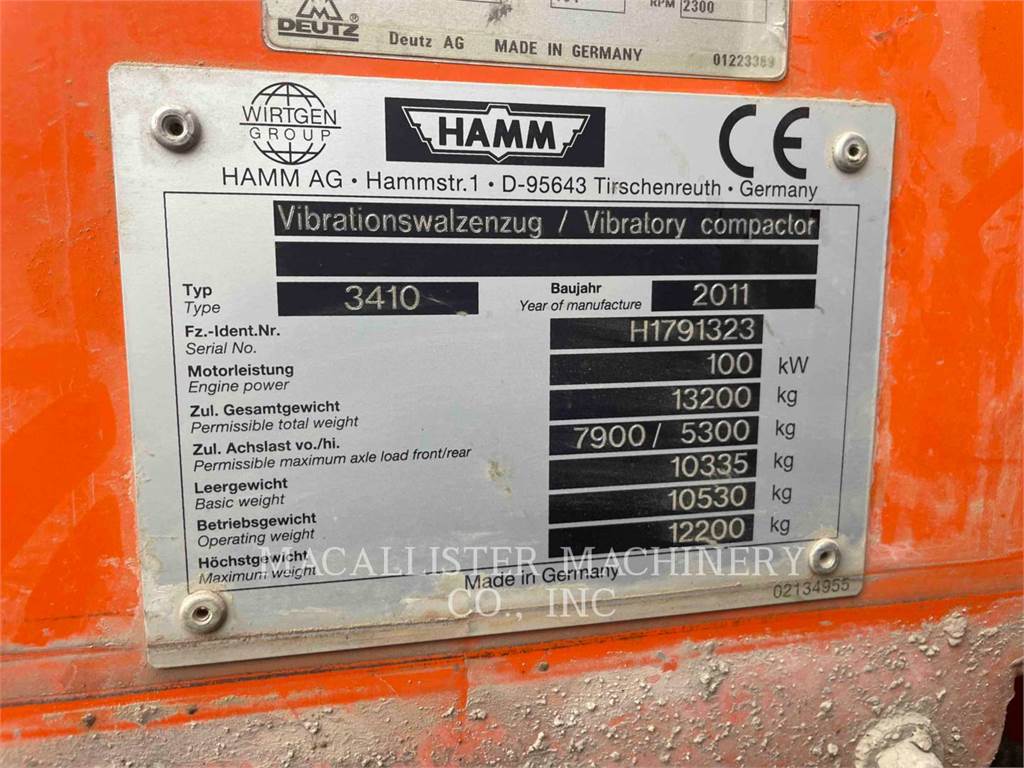 RPM 2300
DEUTZ ®
Deutz AG MADE IN GERMANY 01223389
WIRTGEN
GROUP
HAMM
CE
HAMM AG · Hammstr.1 · D-95643 Tirschenreuth · Germany
Vibrationswalzenzug / Vibratory compactor
Typ
Type
3410
Baujahr
Year of manufacture
2011
Fz.-Ident.Nr.
Serial No.
H1791323
Motorleistung
Engine power
100 kW
Zul. Gesamtgewicht
Permissible total weight
13200 kg
Zul. Achslast vo./hi.
Permissible maximum axle load front/rear
7900 / 5300 kg
Leergewicht
Basic weight
10335 kg
Betriebsgewicht
Operating weight
10530 kg
Höchstgewicht
Maximum weight
12200 kg
Made in Germany
02134955
MACALLISTER MACHINERY
CO., INC